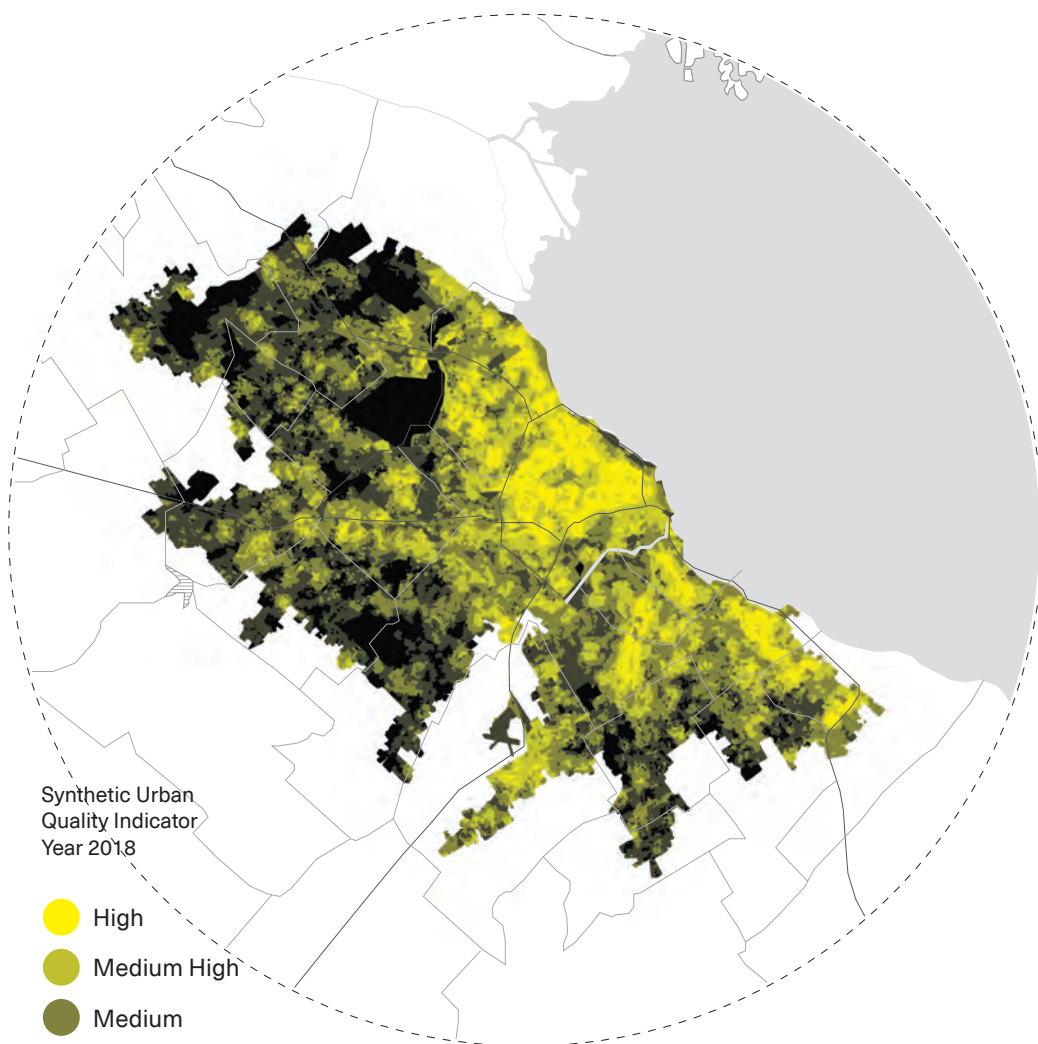 Synthetic Urban
Quality Indicator
Year 2018
High
Medium High
Medium